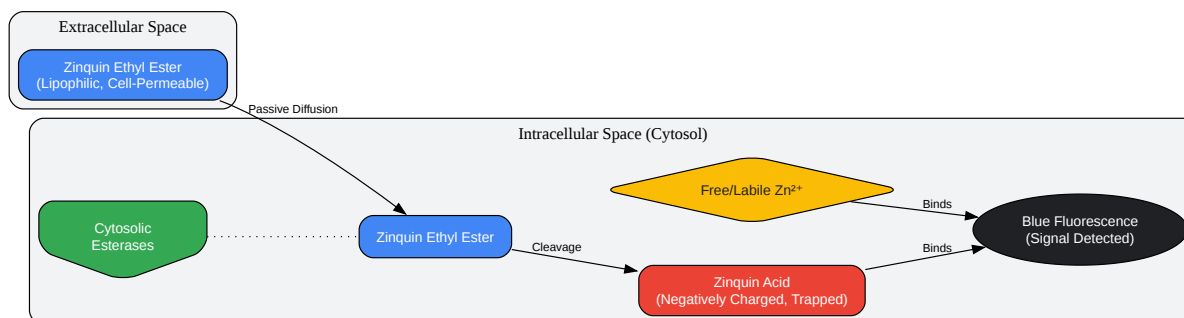 Extracellular Space
Zinquin Ethyl Ester
(Lipophilic, Cell-Permeable)
Passive Diffusion
Intracellular Space (Cytosol)
Cytosolic
Esterases
Zinquin Ethyl Ester
Cleavage
Free/Labile Zn²⁺
Zinquin Acid
(Negatively Charged, Trapped)
Binds
Binds
Blue Fluorescence
(Signal Detected)